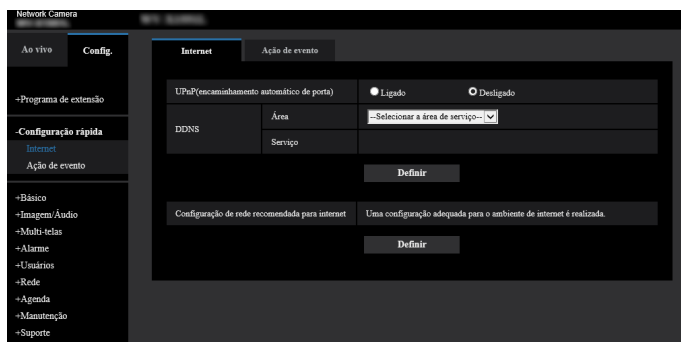 Network Camera
Ao vivo
Config.
+Programa de extensão
-Configuração rápida
Internet
Ação de evento
+Básico
+Imagem/Áudio
+Multi-telas
+Alarme
+Usuários
+Rede
+Agenda
+Manutenção
+Suporte
Internet
Ação de evento
UPnP(encaminhamento automático de porta)
Ligado
Desligado
DDNS
Área
--Selecionar a área de serviço--
Serviço
Definir
Configuração de rede recomendada para internet
Uma configuração adequada para o ambiente de internet é realizada.
Definir